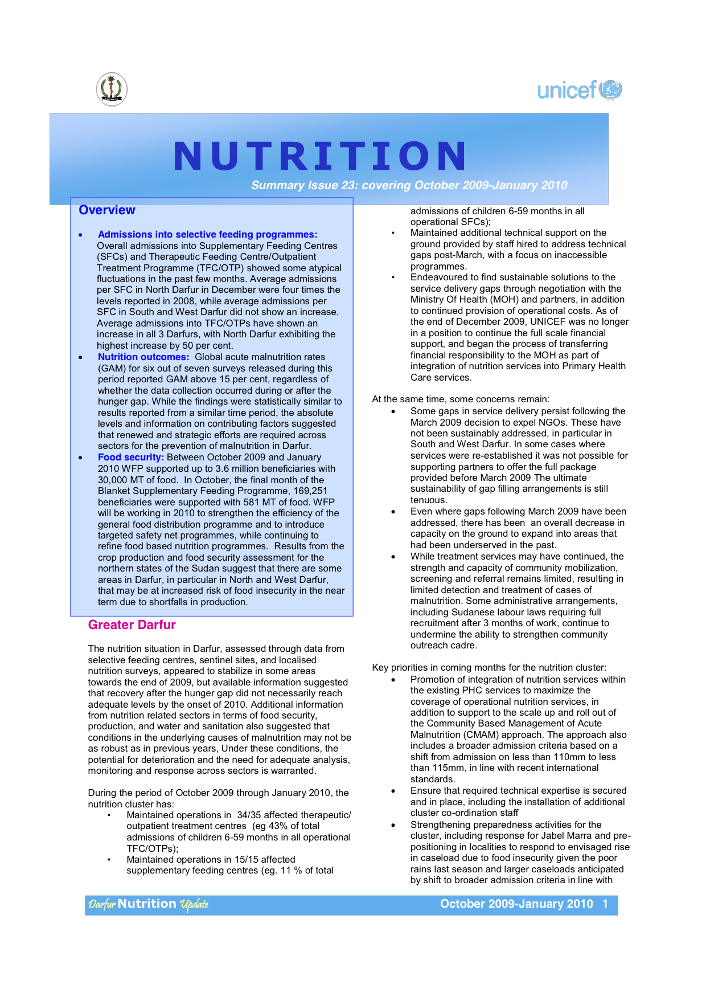 unicef
NUTRITION
Summary Issue 23: covering October 2009-January 2010
Overview
• Admissions into selective feeding programmes:
Overall admissions into Supplementary Feeding Centres
(SFCs) and Therapeutic Feeding Centre/Outpatient
Treatment Programme (TFC/OTP) showed some atypical
fluctuations in the past few months. Average admissions
per SFC in North Darfur in December were four times the
levels reported in 2008, while average admissions per
SFC in South and West Darfur did not show an increase.
Average admissions into TFC/OTPs have shown an
increase in all 3 Darfurs, with North Darfur exhibiting the
highest increase by 50 per cent.
• Nutrition outcomes: Global acute malnutrition rates
(GAM) for six out of seven surveys released during this
period reported GAM above 15 per cent, regardless of
whether the data collection occurred during or after the
hunger gap. While the findings were statistically similar to
results reported from a similar time period, the absolute
levels and information on contributing factors suggested
that renewed and strategic efforts are required across
sectors for the prevention of malnutrition in Darfur.
• Food security: Between October 2009 and January
2010 WFP supported up to 3.6 million beneficiaries with
30,000 MT of food. In October, the final month of the
Blanket Supplementary Feeding Programme, 169,251
beneficiaries were supported with 581 MT of food. WFP
will be working in 2010 to strengthen the efficiency of the
general food distribution programme and to introduce
targeted safety net programmes, while continuing to
refine food based nutrition programmes. Results from the
crop production and food security assessment for the
northern states of the Sudan suggest that there are some
areas in Darfur, in particular in North and West Darfur,
that may be at increased risk of food insecurity in the near
term due to shortfalls in production.
Greater Darfur
The nutrition situation in Darfur, assessed through data from
selective feeding centres, sentinel sites, and localised
nutrition surveys, appeared to stabilize in some areas
towards the end of 2009, but available information suggested
that recovery after the hunger gap did not necessarily reach
adequate levels by the onset of 2010. Additional information
from nutrition related sectors in terms of food security,
production, and water and sanitation also suggested that
conditions in the underlying causes of malnutrition may not be
as robust as in previous years, Under these conditions, the
potential for deterioration and the need for adequate analysis,
monitoring and response across sectors is warranted.
During the period of October 2009 through January 2010, the
nutrition cluster has:
• Maintained operations in 34/35 affected therapeutic/
outpatient treatment centres (eg 43% of total
admissions of children 6-59 months in all operational
TFC/OTPs);
• Maintained operations in 15/15 affected
supplementary feeding centres (eg. 11 % of total
admissions of children 6-59 months in all
operational SFCs);
• Maintained additional technical support on the
ground provided by staff hired to address technical
gaps post-March, with a focus on inaccessible
programmes.
• Endeavoured to find sustainable solutions to the
service delivery gaps through negotiation with the
Ministry Of Health (MOH) and partners, in addition
to continued provision of operational costs. As of
the end of December 2009, UNICEF was no longer
in a position to continue the full scale financial
support, and began the process of transferring
financial responsibility to the MOH as part of
integration of nutrition services into Primary Health
Care services.
At the same time, some concerns remain:
• Some gaps in service delivery persist following the
March 2009 decision to expel NGOs. These have
not been sustainably addressed, in particular in
South and West Darfur. In some cases where
services were re-established it was not possible for
supporting partners to offer the full package
provided before March 2009 The ultimate
sustainability of gap filling arrangements is still
tenuous.
• Even where gaps following March 2009 have been
addressed, there has been an overall decrease in
capacity on the ground to expand into areas that
had been underserved in the past.
• While treatment services may have continued, the
strength and capacity of community mobilization,
screening and referral remains limited, resulting in
limited detection and treatment of cases of
malnutrition. Some administrative arrangements,
including Sudanese labour laws requiring full
recruitment after 3 months of work, continue to
undermine the ability to strengthen community
outreach cadre.
Key priorities in coming months for the nutrition cluster:
• Promotion of integration of nutrition services within
the existing PHC services to maximize the
coverage of operational nutrition services, in
addition to support to the scale up and roll out of
the Community Based Management of Acute
Malnutrition (CMAM) approach. The approach also
includes a broader admission criteria based on a
shift from admission on less than 110mm to less
than 115mm, in line with recent international
standards.
• Ensure that required technical expertise is secured
and in place, including the installation of additional
cluster co-ordination staff
• Strengthening preparedness activities for the
cluster, including response for Jabel Marra and pre-
positioning in localities to respond to envisaged rise
in caseload due to food insecurity given the poor
rains last season and larger caseloads anticipated
by shift to broader admission criteria in line with
Darfur Nutrition Update October 2009-January 2010 1